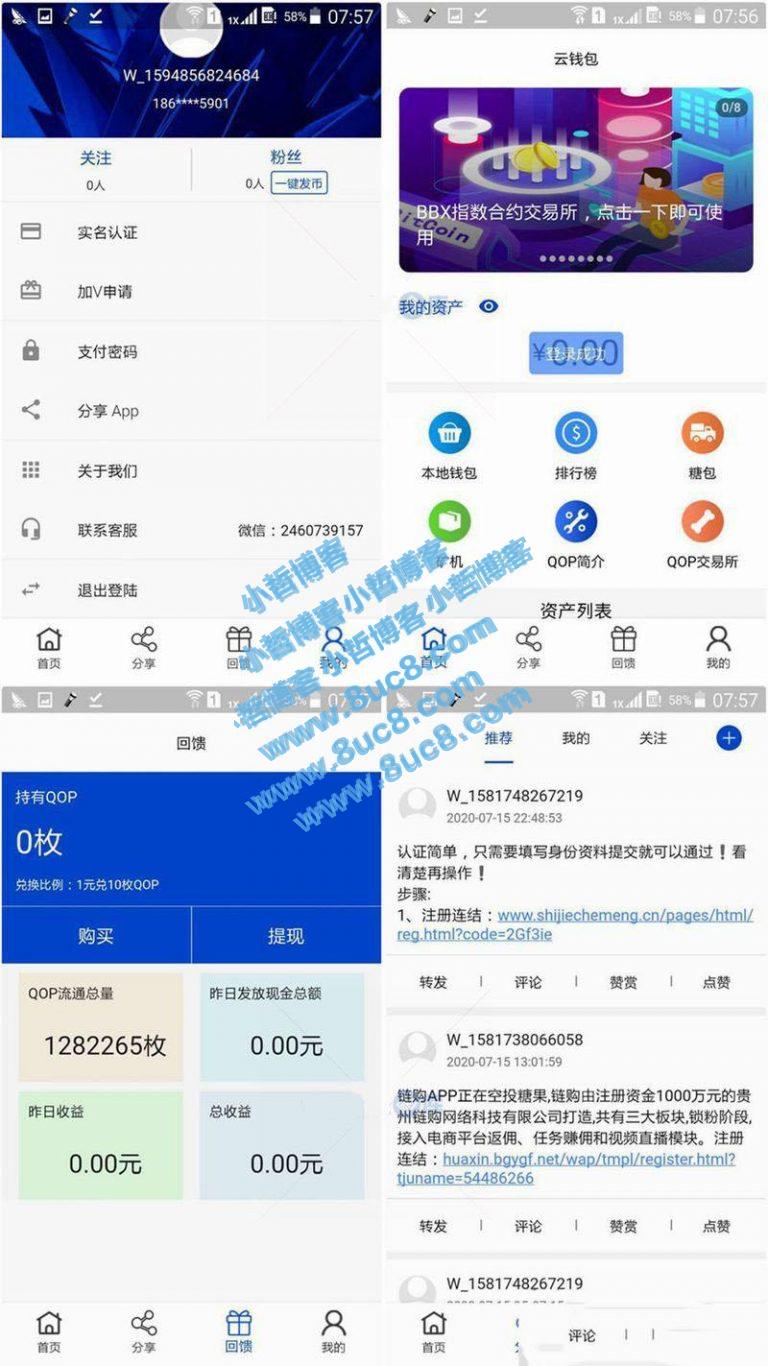 1X 58% 07:57
W_1594856824684
186****5901
关注
0人
粉丝
0人 一键发币
实名认证
加V申请
支付密码
分享 App
关于我们
联系客服 微信：2460739157
退出登陆
首页 分享 回馈 我的
1X 58% 07:56
云钱包
0/8
BitCoin
BBX指数合约交易所，点击一下即可使
用
我的资产
¥0.00
登录成功
本地钱包 排行榜 糖包
矿机 QOP简介 QOP交易所
资产列表
首页 分享 回馈 我的
小哲博客
小哲博客小哲博客
小哲博客小哲博客小哲博客
www.8uc8.com
www.8uc8.com
www.8uc8.com
回馈
持有QOP
0枚
兑换比例：1元兑10枚QOP
购买 提现
QOP流通总量
1282265枚
昨日发放现金总额
0.00元
昨日收益
0.00元
总收益
0.00元
首页 分享 回馈 我的
1X 58% 07:57
推荐 我的 关注
W_1581748267219
2020-07-15 22:48:53
认证简单，只需要填写身份资料提交就可以通过！看
清楚再操作！
步骤:
1、注册连结：www.shijiechemeng.cn/pages/html/
reg.html?code=2Gf3ie
转发 评论 赞赏 点赞
W_1581738066058
2020-07-15 13:01:59
链购APP正在空投糖果,链购由注册资金1000万元的贵
州链购网络科技有限公司打造,共有三大板块,锁粉阶段,
接入电商平台返佣、任务赚佣和视频直播模块。注册
连结：huaxin.bgygf.net/wap/tmpl/register.html?
tjuname=54486266
转发 评论 赞赏 点赞
W_1581748267219
评论
首页